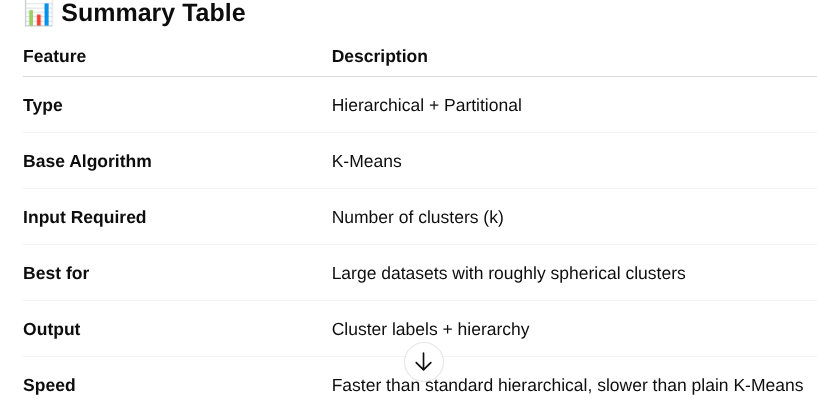 📊 Summary Table
Feature Description
Type Hierarchical + Partitional
Base Algorithm K-Means
Input Required Number of clusters (k)
Best for Large datasets with roughly spherical clusters
Output Cluster labels + hierarchy
Speed Faster than standard hierarchical, slower than plain K-Means